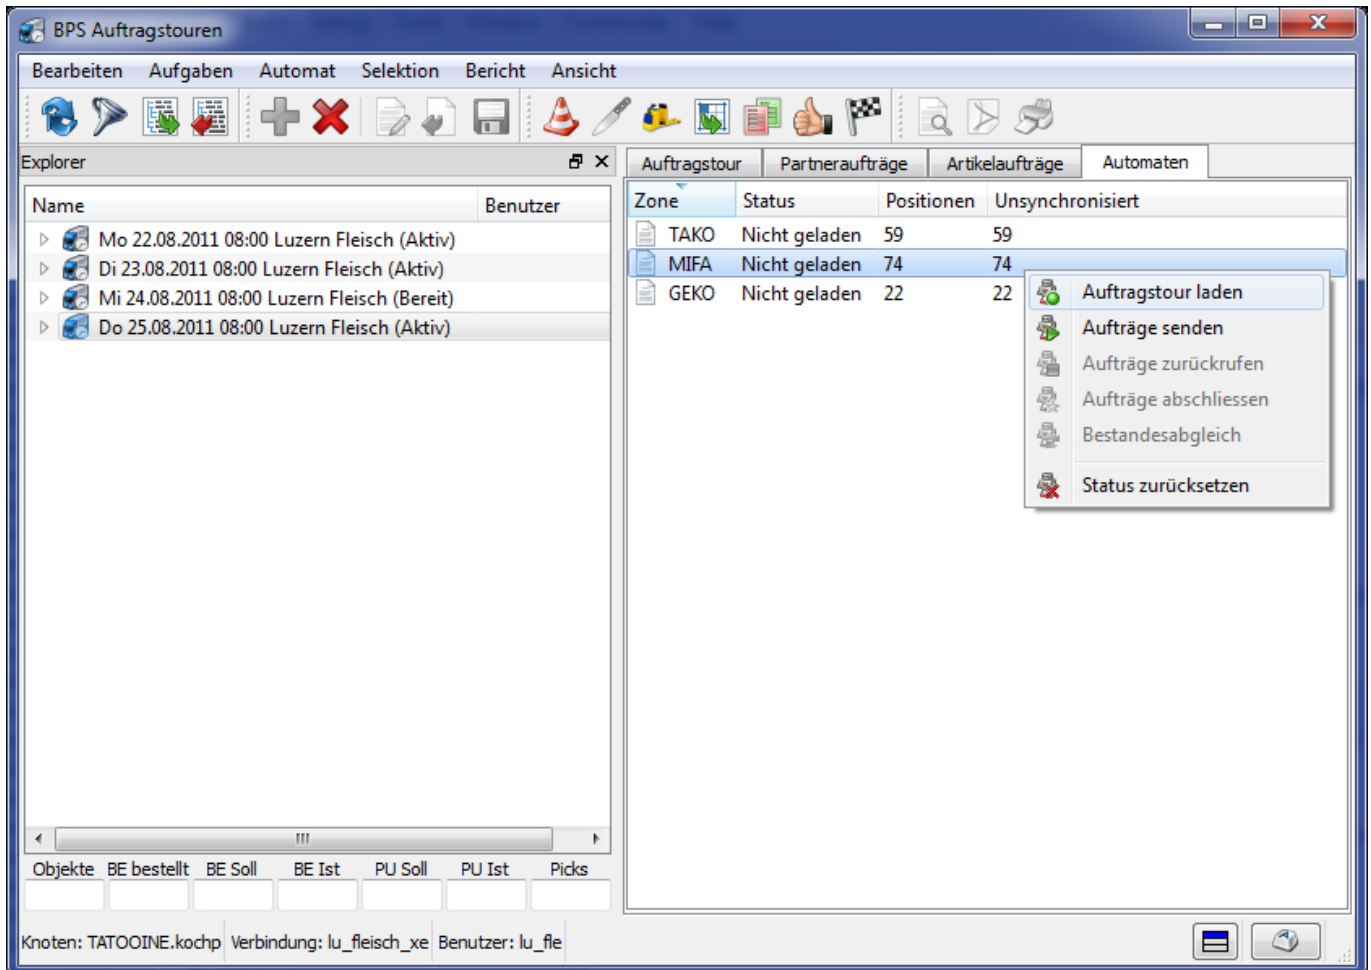 BPS Auftragstouren
Bearbeiten Aufgaben Automat Selektion Bericht Ansicht
Explorer
Name Benutzer
Mo 22.08.2011 08:00 Luzern Fleisch (Aktiv)
Di 23.08.2011 08:00 Luzern Fleisch (Aktiv)
Mi 24.08.2011 08:00 Luzern Fleisch (Bereit)
Do 25.08.2011 08:00 Luzern Fleisch (Aktiv)
Objekte BE bestellt BE Soll BE Ist PU Soll PU Ist Picks
Auftragstour Partneraufträge Artikelaufträge Automaten
Zone Status Positionen Unsynchronisiert
TAKO Nicht geladen 59 59
MIFA Nicht geladen 74 74
GEKO Nicht geladen 22 22
Auftragstour laden
Aufträge senden
Aufträge zurückrufen
Aufträge abschliessen
Bestandesabgleich
Status zurücksetzen
Knoten: TATOOINE.kochp Verbindung: lu_fleisch_xe Benutzer: lu_fle